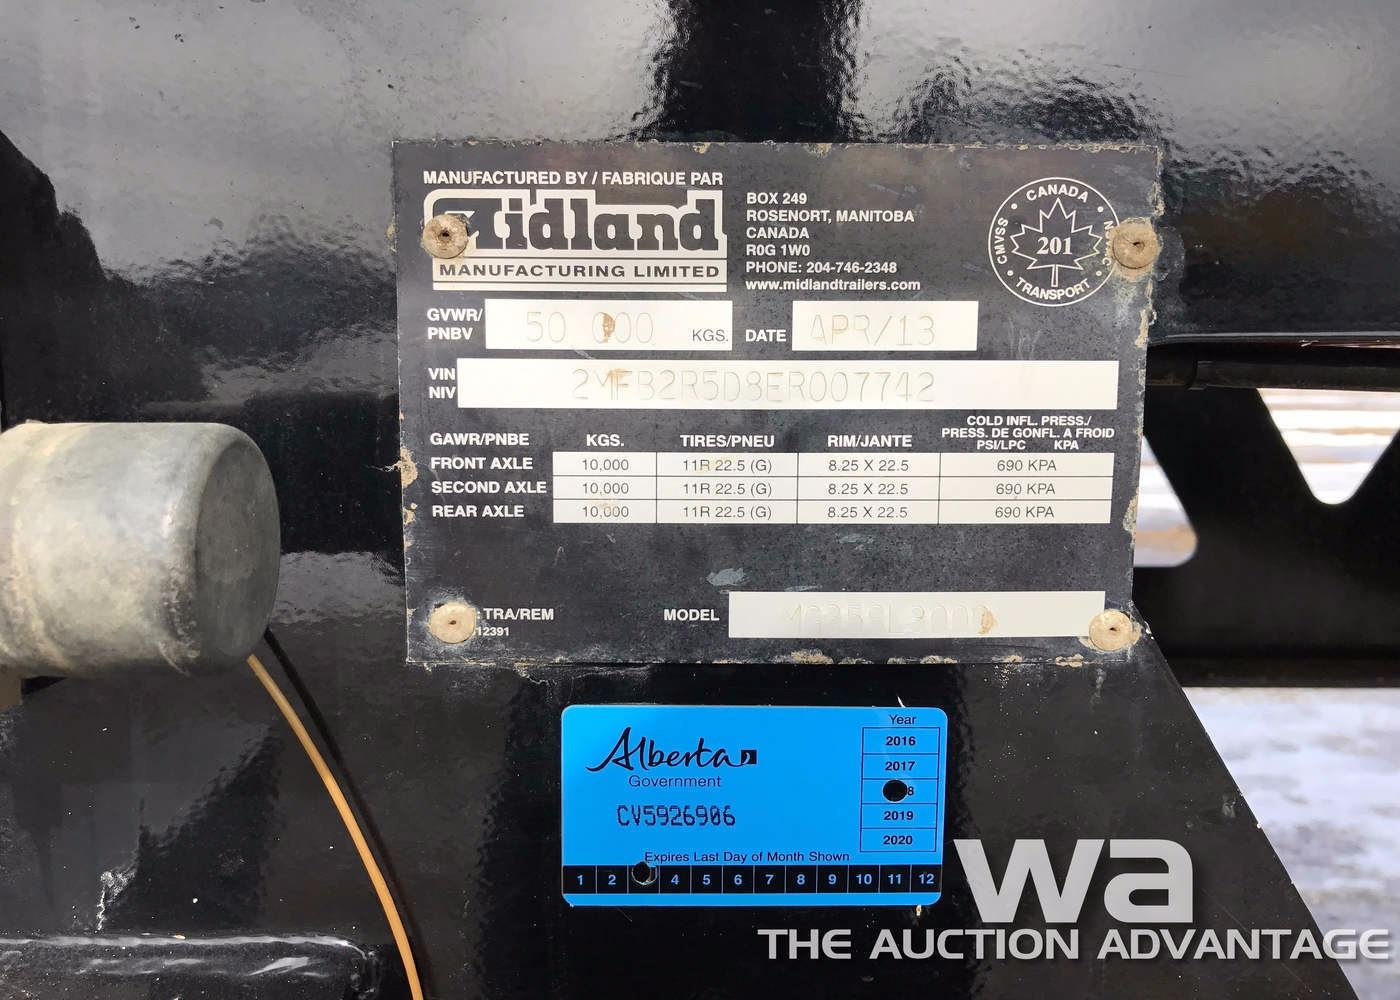 MANUFACTURED BY / FABRIQUE PAR
Midland
MANUFACTURING LIMITED
BOX 249
ROSENORT, MANITOBA
CANADA
R0G 1W0
PHONE: 204-746-2348
www.midlandtrailers.com
CANADA
CMVSS
201
TRANSPORT
GVWR/
PNBV
50 000 KGS.
DATE APR/13
VIN
NIV
2MFB2R5D8ER007742
GAWR/PNBE KGS. TIRES/PNEU RIM/JANTE
COLD INFL. PRESS./
PRESS. DE GONFL. A FROID
PSI/LPC KPA
FRONT AXLE 10,000 11R 22.5 (G) 8.25 X 22.5 690 KPA
SECOND AXLE 10,000 11R 22.5 (G) 8.25 X 22.5 690 KPA
REAR AXLE 10,000 11R 22.5 (G) 8.25 X 22.5 690 KPA
: TRA/REM
12391
MODEL
Alberta
Government
CV5926906
Year
2016
2017
8
2019
2020
Expires Last Day of Month Shown
1 2 4 5 6 7 8 9 10 11 12
wa
THE AUCTION ADVANTAGE